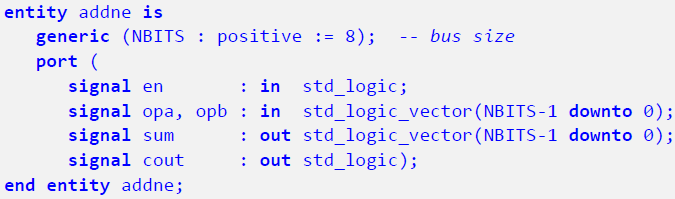 entity addne is
   generic (NBITS : positive := 8);  -- bus size
   port (
      signal en       : in  std_logic;
      signal opa, opb : in  std_logic_vector(NBITS-1 downto 0);
      signal sum      : out std_logic_vector(NBITS-1 downto 0);
      signal cout     : out std_logic);
end entity addne;